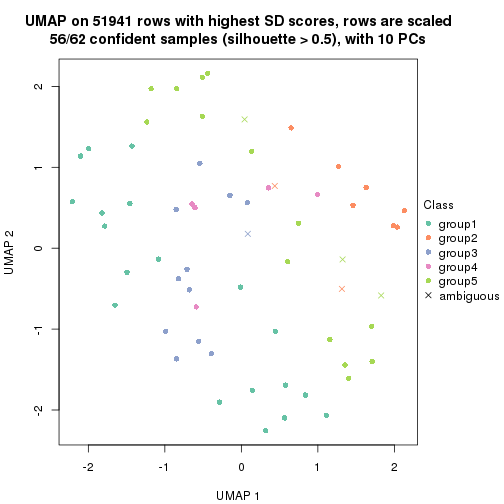 UMAP on 51941 rows with highest SD scores, rows are scaled
56/62 confident samples (silhouette > 0.5), with 10 PCs
2
1
0
-1
-2
UMAP 2
-2
-1
0
1
2
UMAP 1
Class
group1
group2
group3
group4
group5
ambiguous